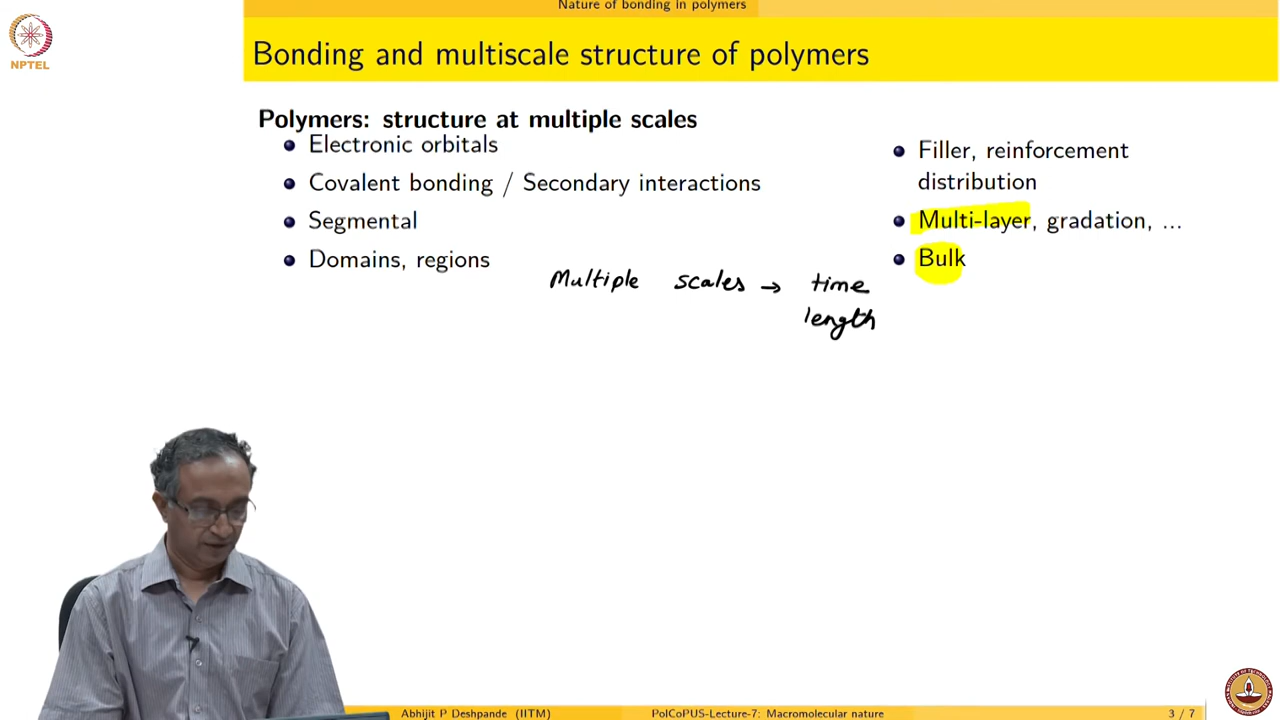 Nature of bonding in polymers
NPTEL
Bonding and multiscale structure of polymers
Polymers: structure at multiple scales
Electronic orbitals
Covalent bonding / Secondary interactions
Segmental
Domains, regions
Filler, reinforcement
distribution
Multi-layer, gradation, ...
Bulk
Multiple scales → time
length
Abhijit P Deshpande (IITM)
PolCoPUS-Lecture-7: Macromolecular nature
3 / 7